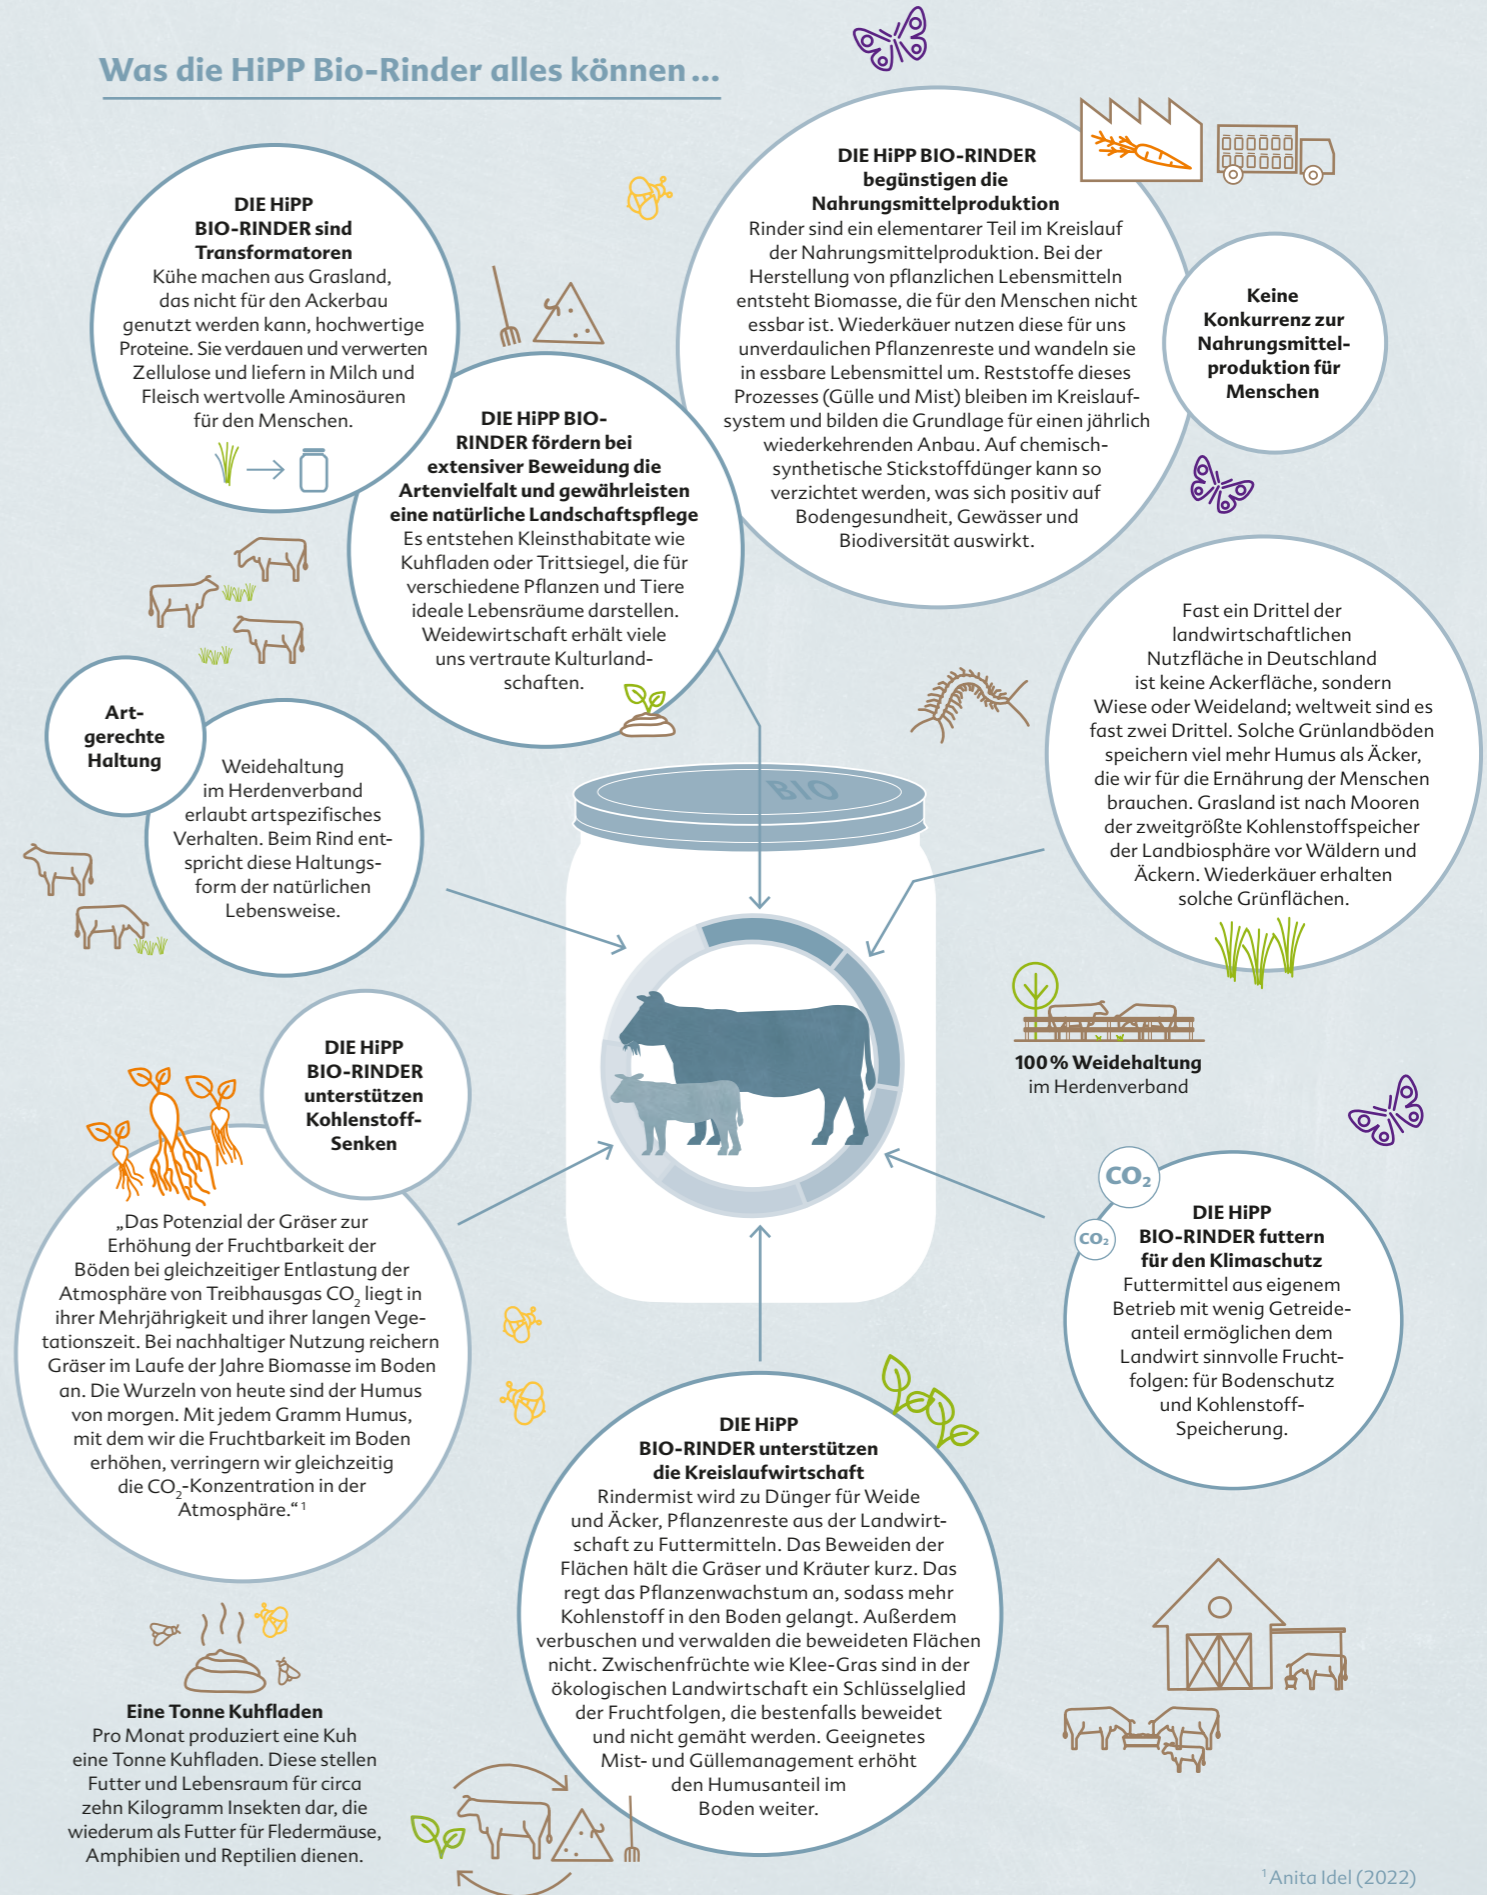 Was die HiPP Bio-Rinder alles können ...
DIE HiPP
BIO-RINDER sind
Transformatoren
Kühe machen aus Grasland,
das nicht für den Ackerbau
genutzt werden kann, hochwertige
Proteine. Sie verdauen und verwerten
Zellulose und liefern in Milch und
Fleisch wertvolle Aminosäuren
für den Menschen.
DIE HiPP BIO-RINDER
begünstigen die
Nahrungsmittelproduktion
Rinder sind ein elementarer Teil im Kreislauf
der Nahrungsmittelproduktion. Bei der
Herstellung von pflanzlichen Lebensmitteln
entsteht Biomasse, die für den Menschen nicht
essbar ist. Wiederkäuer nutzen diese für uns
unverdaulichen Pflanzenreste und wandeln sie
in essbare Lebensmittel um. Reststoffe dieses
Prozesses (Gülle und Mist) bleiben im Kreislauf-
system und bilden die Grundlage für einen jährlich
wiederkehrenden Anbau. Auf chemisch-
synthetische Stickstoffdünger kann so
verzichtet werden, was sich positiv auf
Bodengesundheit, Gewässer und
Biodiversität auswirkt.
Keine
Konkurrenz zur
Nahrungsmittel-
produktion für
Menschen
DIE HiPP BIO-
RINDER fördern bei
extensiver Beweidung die
Artenvielfalt und gewährleisten
eine natürliche Landschaftspflege
Es entstehen Kleinsthabitate wie
Kuhfladen oder Trittsiegel, die für
verschiedene Pflanzen und Tiere
ideale Lebensräume darstellen.
Weidewirtschaft erhält viele
uns vertraute Kulturland-
schaften.
Fast ein Drittel der
landwirtschaftlichen
Nutzfläche in Deutschland
ist keine Ackerfläche, sondern
Wiese oder Weideland; weltweit sind es
fast zwei Drittel. Solche Grünlandböden
speichern viel mehr Humus als Äcker,
die wir für die Ernährung der Menschen
brauchen. Grasland ist nach Mooren
der zweitgrößte Kohlenstoffspeicher
der Landbiosphäre vor Wäldern und
Äckern. Wiederkäuer erhalten
solche Grünflächen.
Art-
gerechte
Haltung
Weidehaltung
im Herdenverband
erlaubt artspezifisches
Verhalten. Beim Rind ent-
spricht diese Haltungs-
form der natürlichen
Lebensweise.
BIO
100 % Weidehaltung
im Herdenverband
DIE HiPP
BIO-RINDER
unterstützen
Kohlenstoff-
Senken
„Das Potenzial der Gräser zur
Erhöhung der Fruchtbarkeit der
Böden bei gleichzeitiger Entlastung der
Atmosphäre von Treibhausgas CO₂ liegt in
ihrer Mehrjährigkeit und ihrer langen Vege-
tationszeit. Bei nachhaltiger Nutzung reichern
Gräser im Laufe der Jahre Biomasse im Boden
an. Die Wurzeln von heute sind der Humus
von morgen. Mit jedem Gramm Humus,
mit dem wir die Fruchtbarkeit im Boden
erhöhen, verringern wir gleichzeitig
die CO₂-Konzentration in der
Atmosphäre.“ ¹
CO₂
CO₂
DIE HiPP
BIO-RINDER futtern
für den Klimaschutz
Futtermittel aus eigenem
Betrieb mit wenig Getreide-
anteil ermöglichen dem
Landwirt sinnvolle Frucht-
folgen: für Bodenschutz
und Kohlenstoff-
Speicherung.
DIE HiPP
BIO-RINDER unterstützen
die Kreislaufwirtschaft
Rindermist wird zu Dünger für Weide
und Äcker, Pflanzenreste aus der Landwirt-
schaft zu Futtermitteln. Das Beweiden der
Flächen hält die Gräser und Kräuter kurz. Das
regt das Pflanzenwachstum an, sodass mehr
Kohlenstoff in den Boden gelangt. Außerdem
verbuschen und verwalden die beweideten Flächen
nicht. Zwischenfrüchte wie Klee-Gras sind in der
ökologischen Landwirtschaft ein Schlüsselglied
der Fruchtfolgen, die bestenfalls beweidet
und nicht gemäht werden. Geeignetes
Mist- und Güllemanagement erhöht
den Humusanteil im
Boden weiter.
Eine Tonne Kuhfladen
Pro Monat produziert eine Kuh
eine Tonne Kuhfladen. Diese stellen
Futter und Lebensraum für circa
zehn Kilogramm Insekten dar, die
wiederum als Futter für Fledermäuse,
Amphibien und Reptilien dienen.
¹ Anita Idel (2022)